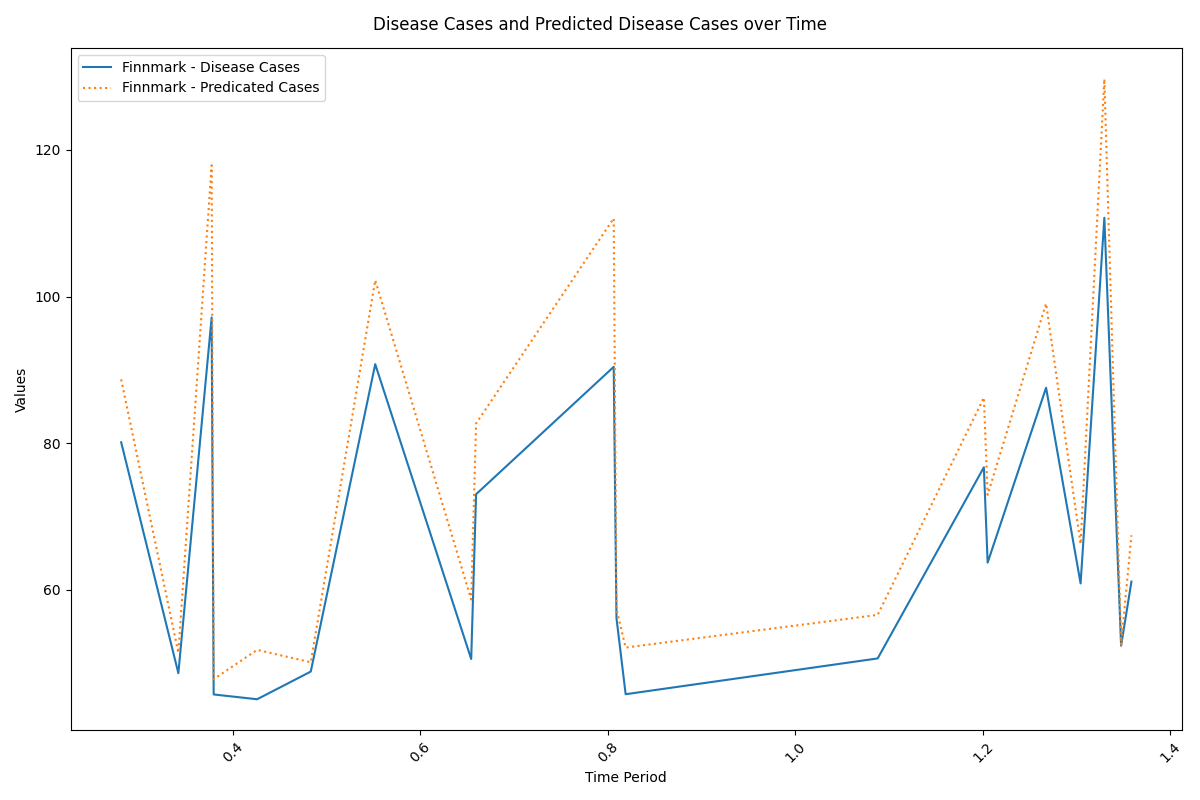 Disease Cases and Predicted Disease Cases over Time
Finnmark - Disease Cases
Finnmark - Predicated Cases
Values
120
100
80
60
0.4
0.6
0.8
1.0
1.2
1.4
Time Period